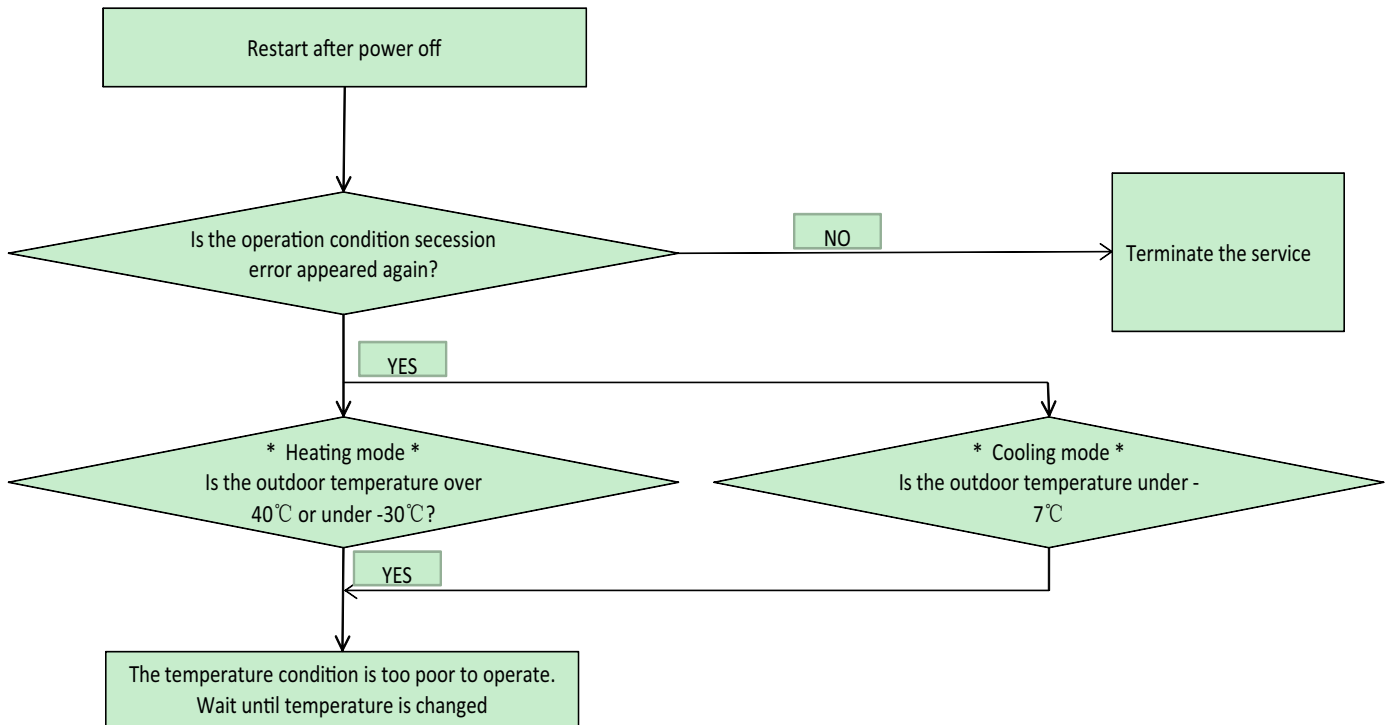 Restart after power off
Is the operation condition secession
error appeared again?
NO
Terminate the service
YES
* Heating mode *
Is the outdoor temperature over
40℃ or under -30℃?
* Cooling mode *
Is the outdoor temperature under -
7℃
YES
The temperature condition is too poor to operate.
Wait until temperature is changed